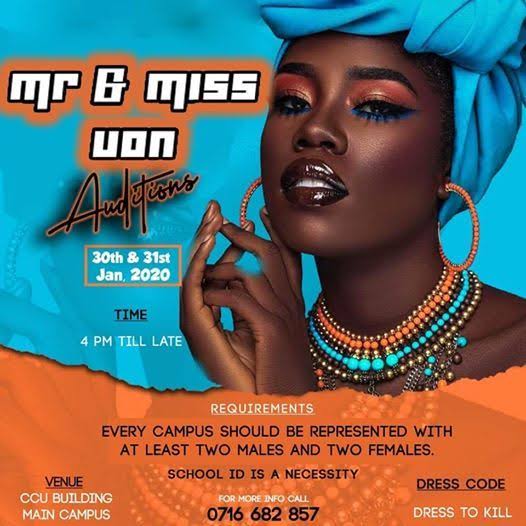 mr & miss
uon
Auditions
30th & 31st
Jan, 2020
TIME
4 PM TILL LATE
REQUIREMENTS
EVERY CAMPUS SHOULD BE REPRESENTED WITH
AT LEAST TWO MALES AND TWO FEMALES.
SCHOOL ID IS A NECESSITY
VENUE
CCU BUILDING
MAIN CAMPUS
FOR MORE INFO CALL
0716 682 857
DRESS CODE
DRESS TO KILL